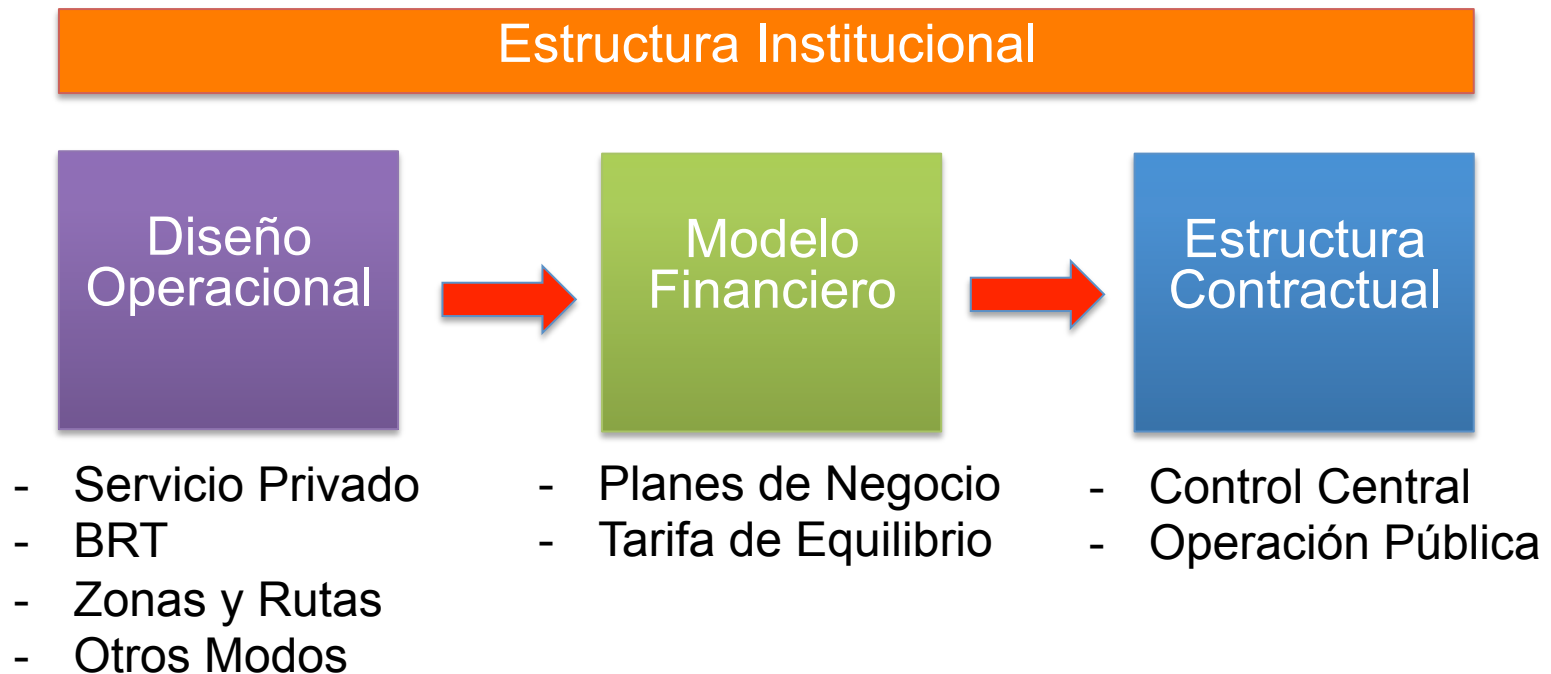 Estructura Institucional
Diseño
Operacional
Modelo
Financiero
Estructura
Contractual
- Servicio Privado
- BRT
- Zonas y Rutas
- Otros Modos
- Planes de Negocio
- Tarifa de Equilibrio
- Control Central
- Operación Pública